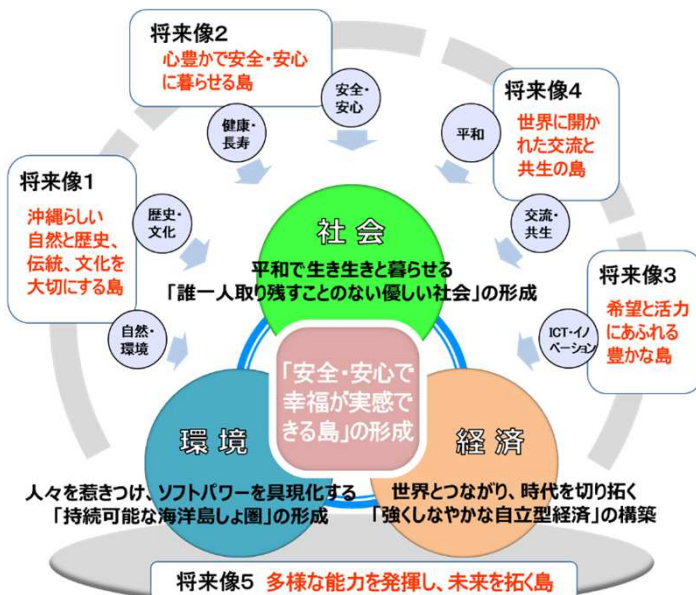 将来像1
沖縄らしい
自然と歴史、
伝統、文化を
大切にする島
将来像2
心豊かで安全・安心
に暮らせる島
将来像4
世界に開か
れた交流と
共生の島
将来像3
希望と活力
にあふれる
豊かな島
自然・
環境
歴史・
文化
健康・
長寿
安全・
安心
平和
交流・
共生
ICT・イノ
ベーション
社会
平和で生き生きと暮らせる
「誰一人取り残すことのない優しい社会」の形成
「安全・安心で
幸福が実感で
きる島」の形成
環境
人々を惹きつけ、ソフトパワーを具現化する
「持続可能な海洋島しょ圏」の形成
経済
世界とつながり、時代を切り拓く
「強くしなやかな自立型経済」の構築
将来像5 多様な能力を発揮し、未来を拓く島